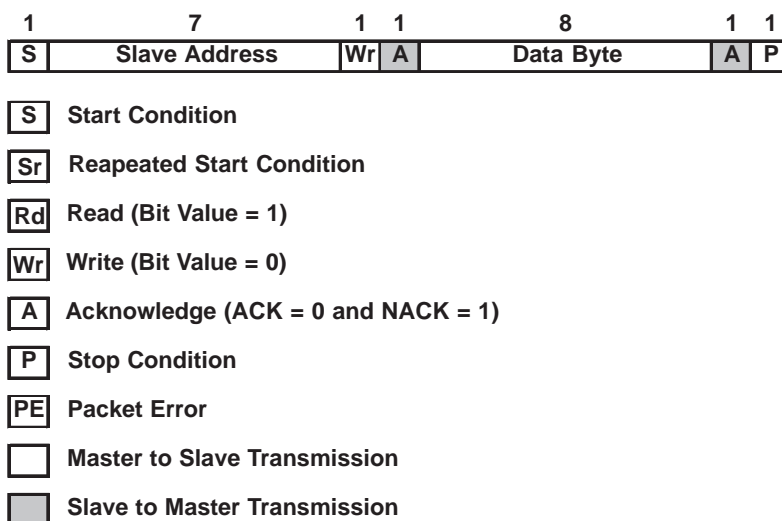 1 7 1 1 8 1 1
S Slave Address Wr A Data Byte A P
S Start Condition
Sr Reapeated Start Condition
Rd Read (Bit Value = 1)
Wr Write (Bit Value = 0)
A Acknowledge (ACK = 0 and NACK = 1)
P Stop Condition
PE Packet Error
Master to Slave Transmission
Slave to Master Transmission